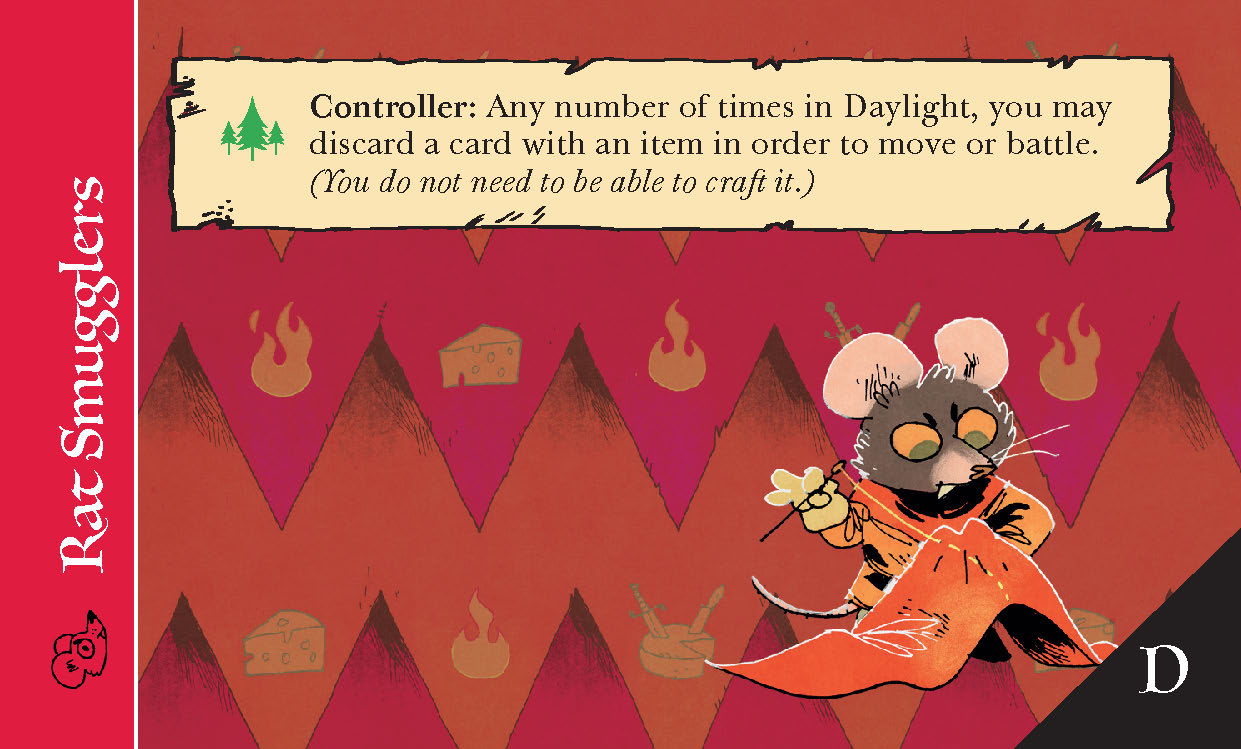 Rat Smugglers
Controller: Any number of times in Daylight, you may
discard a card with an item in order to move or battle.
(You do not need to be able to craft it.)
D